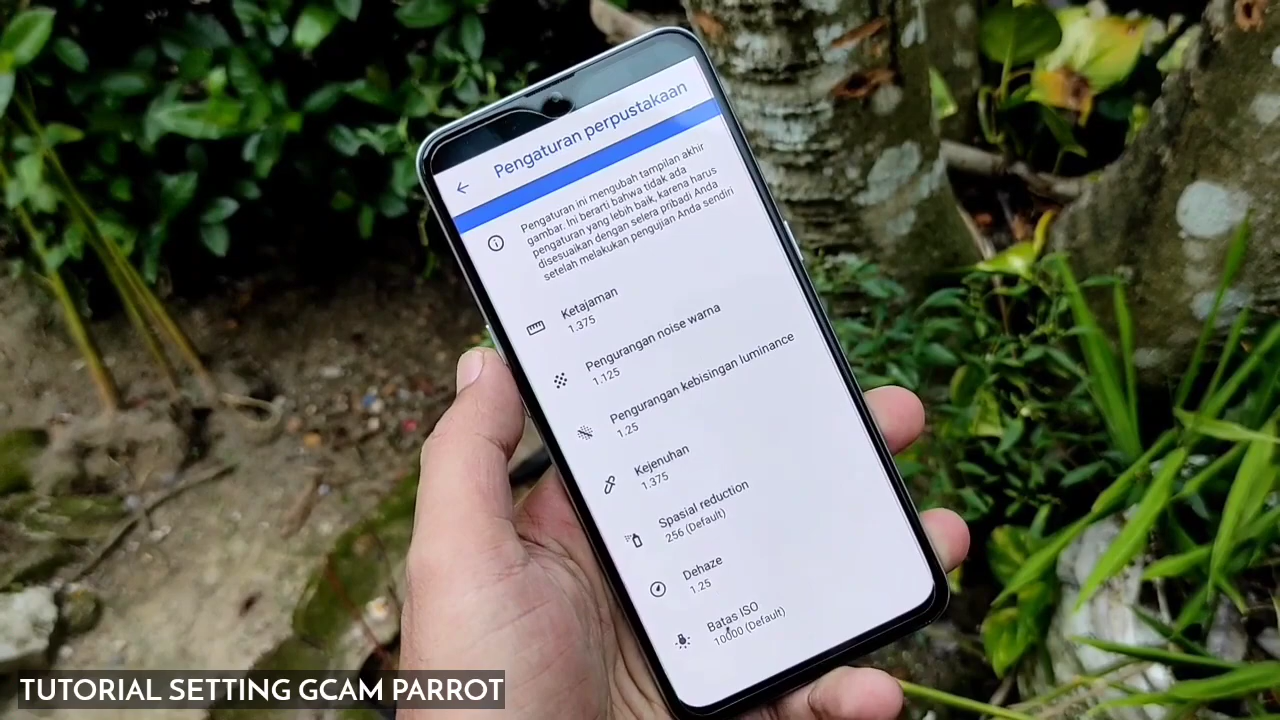 Pengaturan perpustakaan
Pengaturan ini mengubah tampilan akhir
gambar. Ini berarti bahwa tidak ada
pengaturan yang lebih baik, karena harus
disesuaikan dengan selera pribadi Anda
setelah melakukan pengujian Anda sendiri
Ketajaman
1.375
Pengurangan noise warna
1.125
Pengurangan kebisingan luminance
1.25
Kejenuhan
1.375
Spasial reduction
256 (Default)
Dehaze
1.25
Batas ISO
10000 (Default)
TUTORIAL SETTING GCAM PARROT